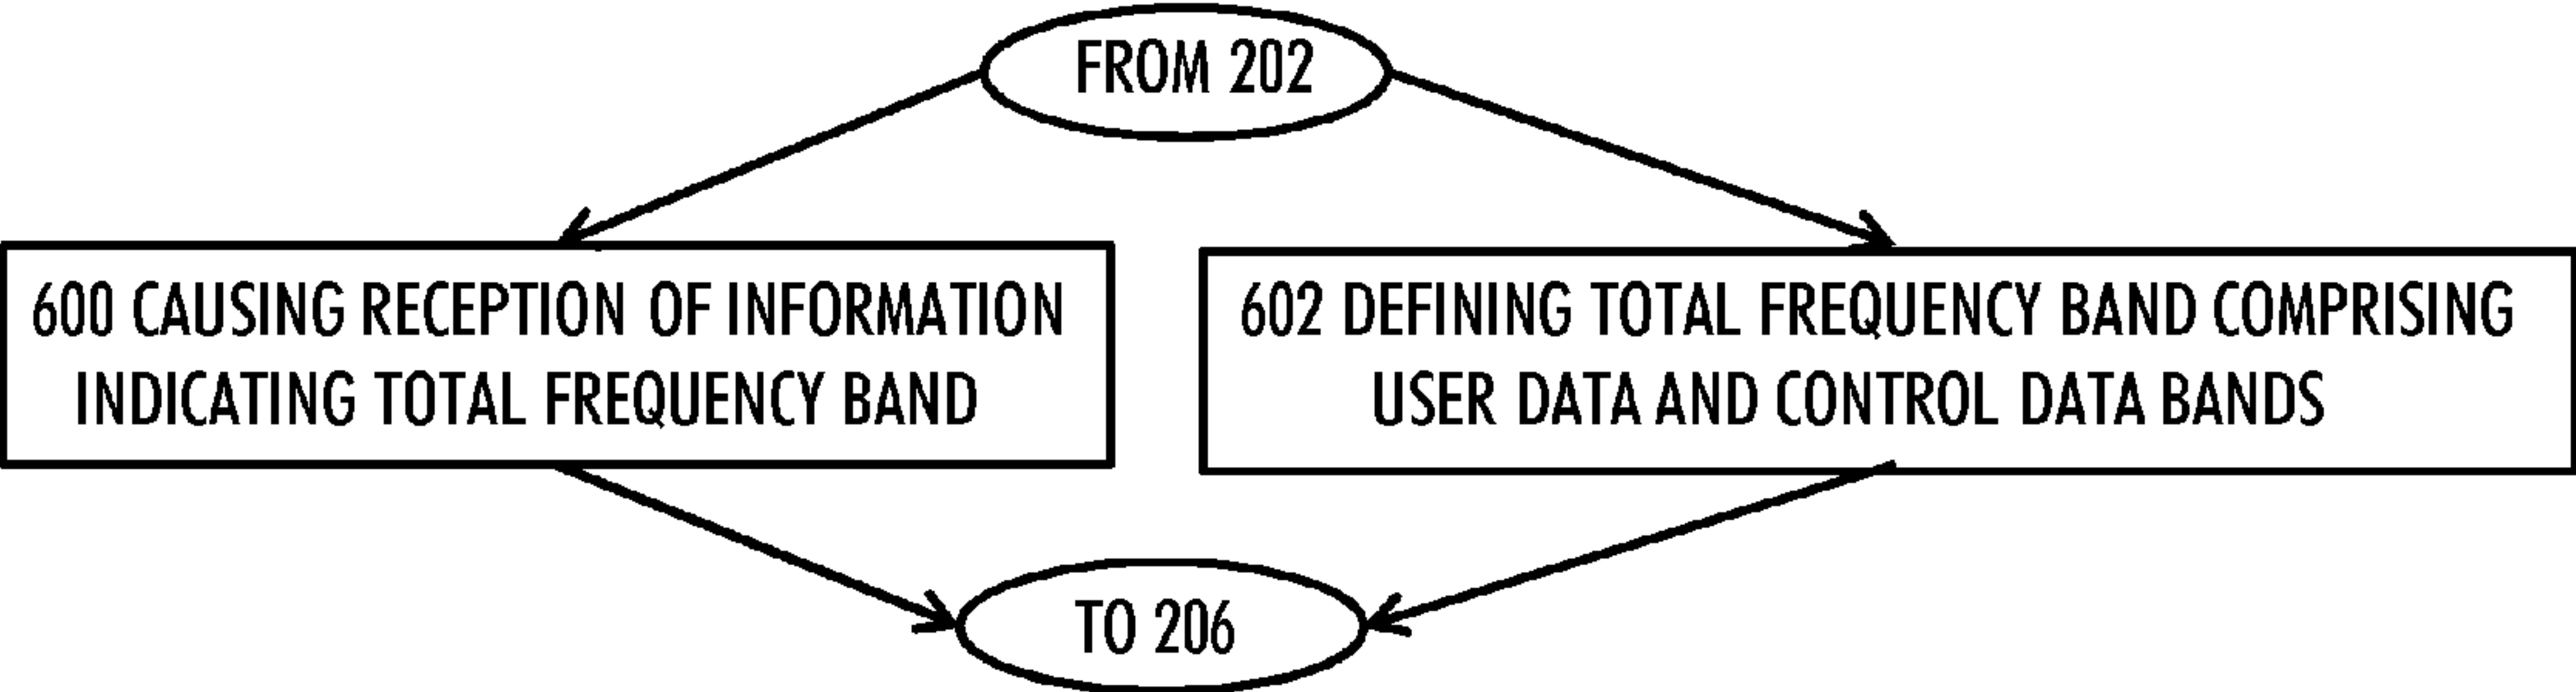 FROM 202
600 CAUSING RECEPTION OF INFORMATION
INDICATING TOTAL FREQUENCY BAND
602 DEFINING TOTAL FREQUENCY BAND COMPRISING
USER DATA AND CONTROL DATA BANDS
TO 206